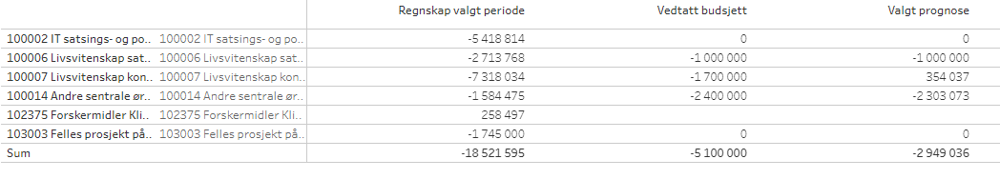 Regnskap valgt periode Vedtatt budsjett Valgt prognose
100002 IT satsings- og po.. 100002 IT satsings- og po.. -5 418 814 0 0
100006 Livsvitenskap sat.. 100006 Livsvitenskap sat.. -2 713 768 -1 000 000 -1 000 000
100007 Livsvitenskap kon.. 100007 Livsvitenskap kon.. -7 318 034 -1 700 000 354 037
100014 Andre sentrale ør.. 100014 Andre sentrale ør.. -1 584 475 -2 400 000 -2 303 073
102375 Forskermidler Kli.. 102375 Forskermidler Kli.. 258 497
103003 Felles prosjekt på.. 103003 Felles prosjekt på.. -1 745 000 0 0
Sum -18 521 595 -5 100 000 -2 949 036